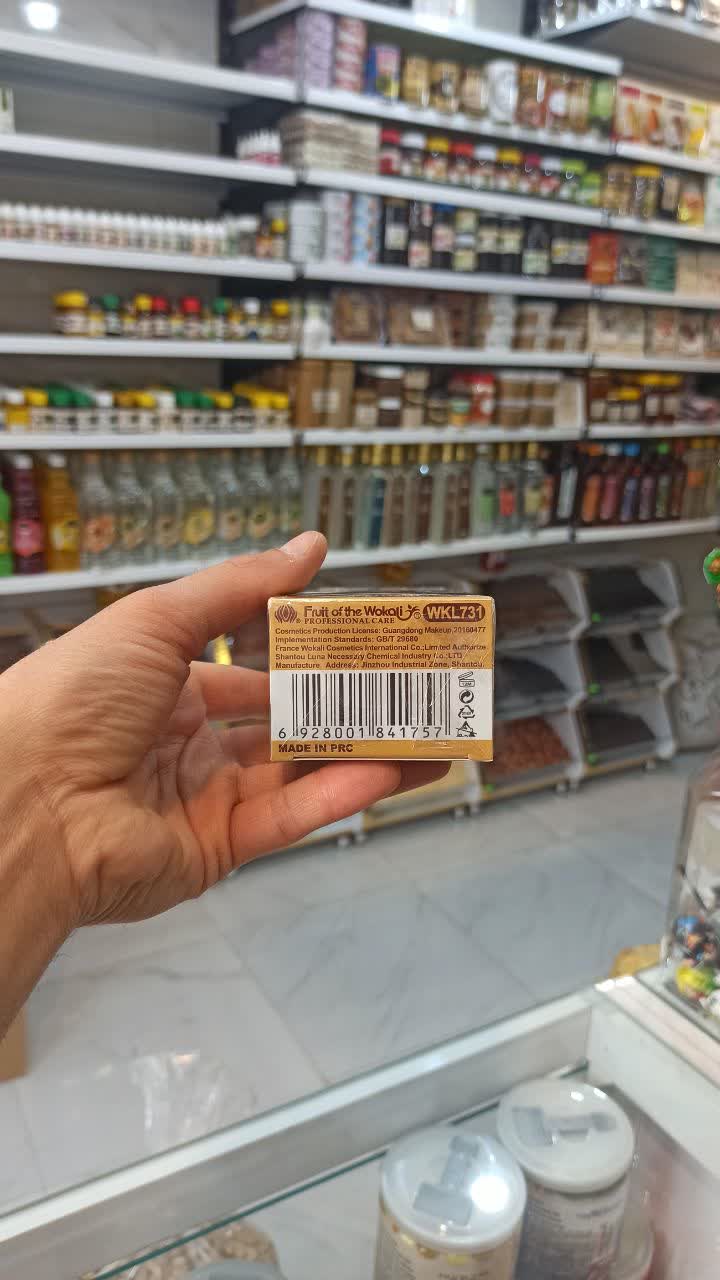 Fruit of the Wokali ® WKL731
PROFESSIONAL CARE
Cosmetics Production License: Guangdong Makeup 20160477
Implementation Standards: GB/T 29680
France Wokali Cosmetics International Co.;Limited Authorize
Shantou Luna Necessary Chemical Industry No.;LTD
Manufacture Address: Jinzhou Industrial Zone, Shantou
6 928001 841757
MADE IN PRC